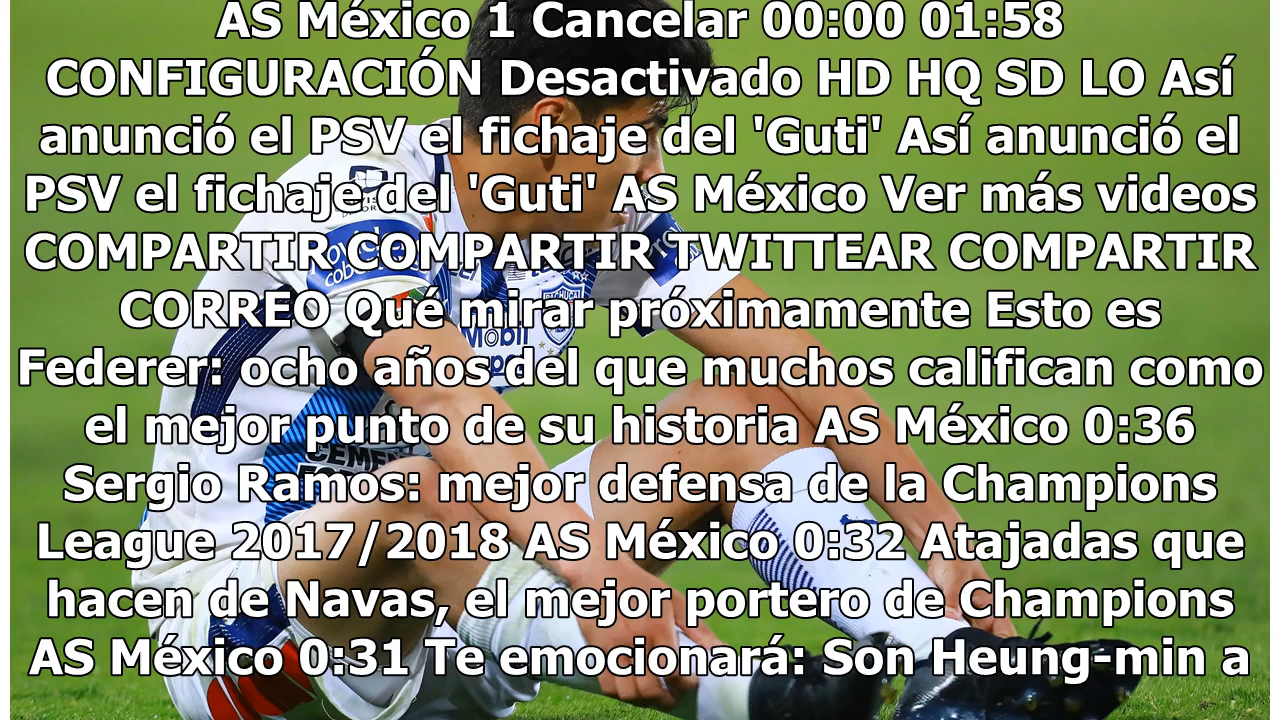 AS México 1 Cancelar 00:00 01:58
CONFIGURACIÓN Desactivado HD HQ SD LO Así
anunció el PSV el fichaje del 'Guti' Así anunció el
PSV el fichaje del 'Guti' AS México Ver más videos
COMPARTIR COMPARTIR TWITTEAR COMPARTIR
CORREO Qué mirar próximamente Esto es
Federer: ocho años del que muchos califican como
el mejor punto de su historia AS México 0:36
Sergio Ramos: mejor defensa de la Champions
League 2017/2018 AS México 0:32 Atajadas que
hacen de Navas, el mejor portero de Champions
AS México 0:31 Te emocionará: Son Heung-min a